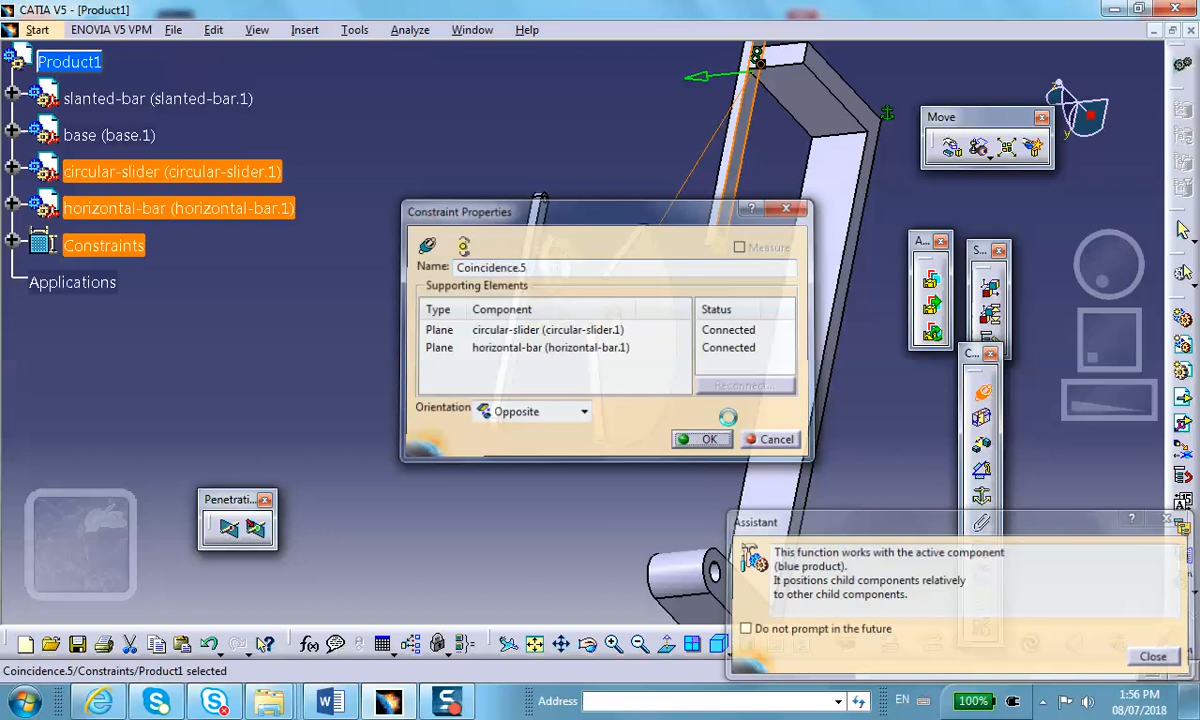 CATIA V5 - [Product1]
Start ENOVIA V5 VPM File Edit View Insert Tools Analyze Window Help
Product1
slanted-bar (slanted-bar.1)
base (base.1)
circular-slider (circular-slider.1)
horizontal-bar (horizontal-bar.1)
Constraints
Applications
Move
y
A...
S...
C...
Constraint Properties
Measure
Name: Coincidence.5
Supporting Elements
Type Component Status
Plane circular-slider (circular-slider.1) Connected
Plane horizontal-bar (horizontal-bar.1) Connected
Reconnect...
Orientation Opposite
OK Cancel
Penetrati...
Assistant
This function works with the active component
(blue product).
It positions child components relatively
to other child components.
Do not prompt in the future
Close
f(x)
Coincidence.5/Constraints/Product1 selected
Address
EN
100%
1:56 PM
08/07/2018